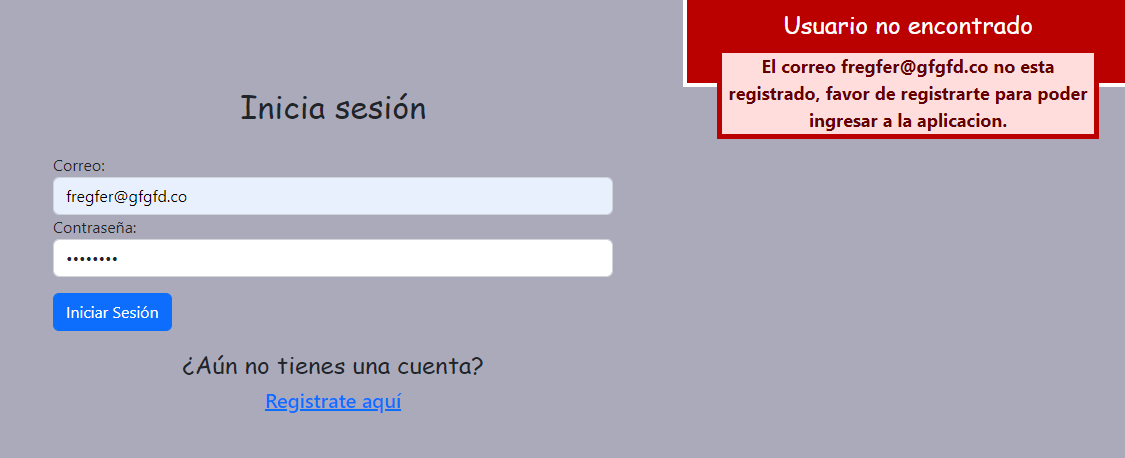 Usuario no encontrado
El correo fregfer@gfgfd.co no esta
registrado, favor de registrarte para poder
ingresar a la aplicacion.
Inicia sesión
Correo:
fregfer@gfgfd.co
Contraseña:
••••••••
Iniciar Sesión
¿Aún no tienes una cuenta?
Registrate aquí